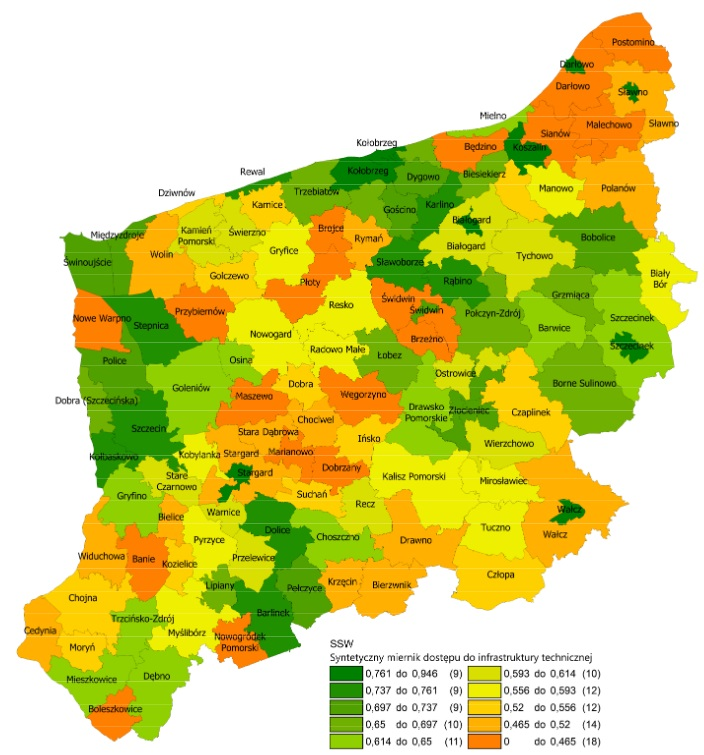 Postomino
Darłowo
Darłowo
Sławno
Mielno
Malechowo
Sławno
Sianów
Kołobrzeg
Będzino
Koszalin
Rewal
Kołobrzeg
Dygowo
Biesiekierz
Dziwnów
Trzebiatów
Manowo
Polanów
Karnice
Gościno
Karlino
Białogard
Międzyzdroje
Kamień
Pomorski
Świerzno
Brojce
Rymań
Bobolice
Gryfice
Białogard
Wolin
Tychowo
Świnoujście
Sławoborze
Golczewo
Rąbino
Biały
Bór
Płoty
Grzmiąca
Resko
Świdwin
Świdwin
Połczyn-Zdrój
Szczecinek
Nowe Warpno
Przybiernów
Stepnica
Barwice
Nowogard
Brzeżno
Szczecinek
Radowo Małe
Łobez
Police
Osina
Ostrowice
Goleniów
Dobra
Borne Sulinowo
Maszewo
Węgorzyno
Dobra (Szczecińska)
Drawsko
Pomorskie
Złocieniec
Czaplinek
Chociwel
Szczecin
Stara Dąbrowa
Ińsko
Wierzchowo
Kołbaskowo
Kobylanka
Stargard
Marianowo
Stargard
Dobrzany
Stare
Czarnowo
Kalisz Pomorski
Mirosławiec
Gryfino
Suchań
Recz
Bielice
Warnice
Wałcz
Dolice
Tuczno
Pyrzyce
Choszczno
Drawno
Wałcz
Widuchowa
Banie
Kozielice
Przelewice
Człopa
Chojna
Lipiany
Pełczyce
Krzęcin
Bierzwnik
Trzcińsko-Zdrój
Barlinek
Cedynia
Myślibórz
Nowogródek
Pomorski
Moryń
Mieszkowice
Dębno
Boleszkowice
SSW
Syntetyczny miernik dostępu do infrastruktury technicznej
0,761 do 0,946 (9) 0,593 do 0,614 (10)
0,737 do 0,761 (9) 0,556 do 0,593 (12)
0,697 do 0,737 (9) 0,52 do 0,556 (12)
0,65 do 0,697 (10) 0,465 do 0,52 (14)
0,614 do 0,65 (11) 0 do 0,465 (18)